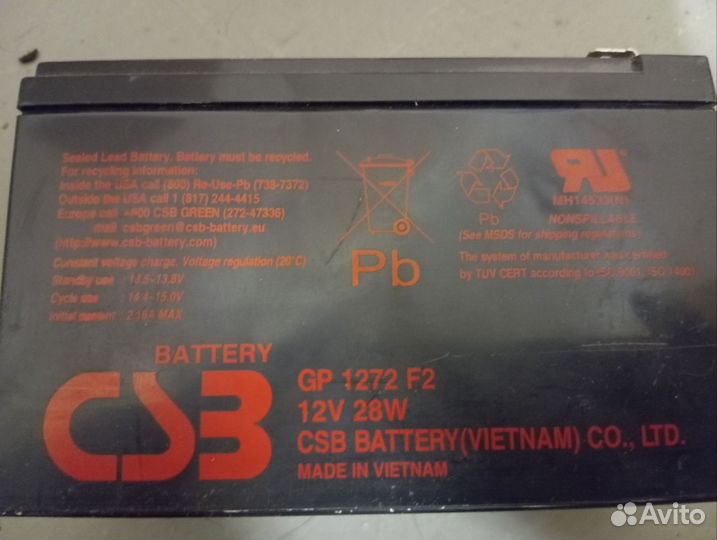 Sealed Lead Battery. Battery must be recycled.
For recycling information:
Inside the USA call (800) Re-Use-Pb (738-7372)
Outside the USA call 1 (817) 244-4415
Europe call CSB GREEN (272-47336)
mail csbgreen@csb-battery.eu
(http://www.csb-battery.com)
Constant voltage charge. Voltage regulation (20°C)
Standby use : 13.5~13.8V
Cycle use : 14.4~15.0V
Initial current : 2.16A MAX
Pb
Pb
MH14533(N)
NONSPILLABLE
(See MSDS for shipping regulations)
The system of manufacturer was certified
by TUV CERT according to ISO 9001, ISO 14001
BATTERY
CSB
GP 1272 F2
12V 28W
CSB BATTERY(VIETNAM) CO., LTD.
MADE IN VIETNAM
Avito